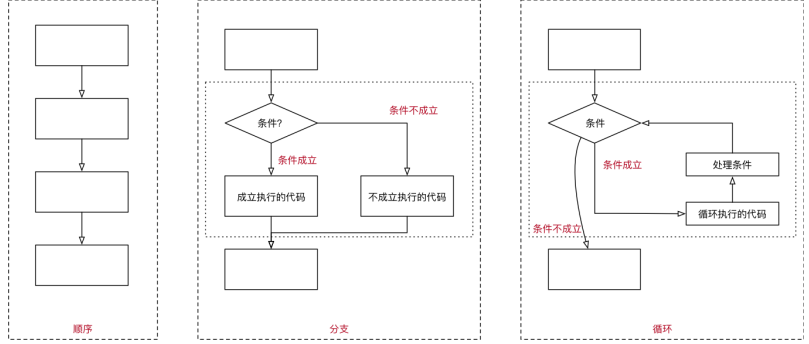 顺序
条件?
条件不成立
条件成立
成立执行的代码
不成立执行的代码
分支
条件
条件成立
处理条件
循环执行的代码
条件不成立
循环